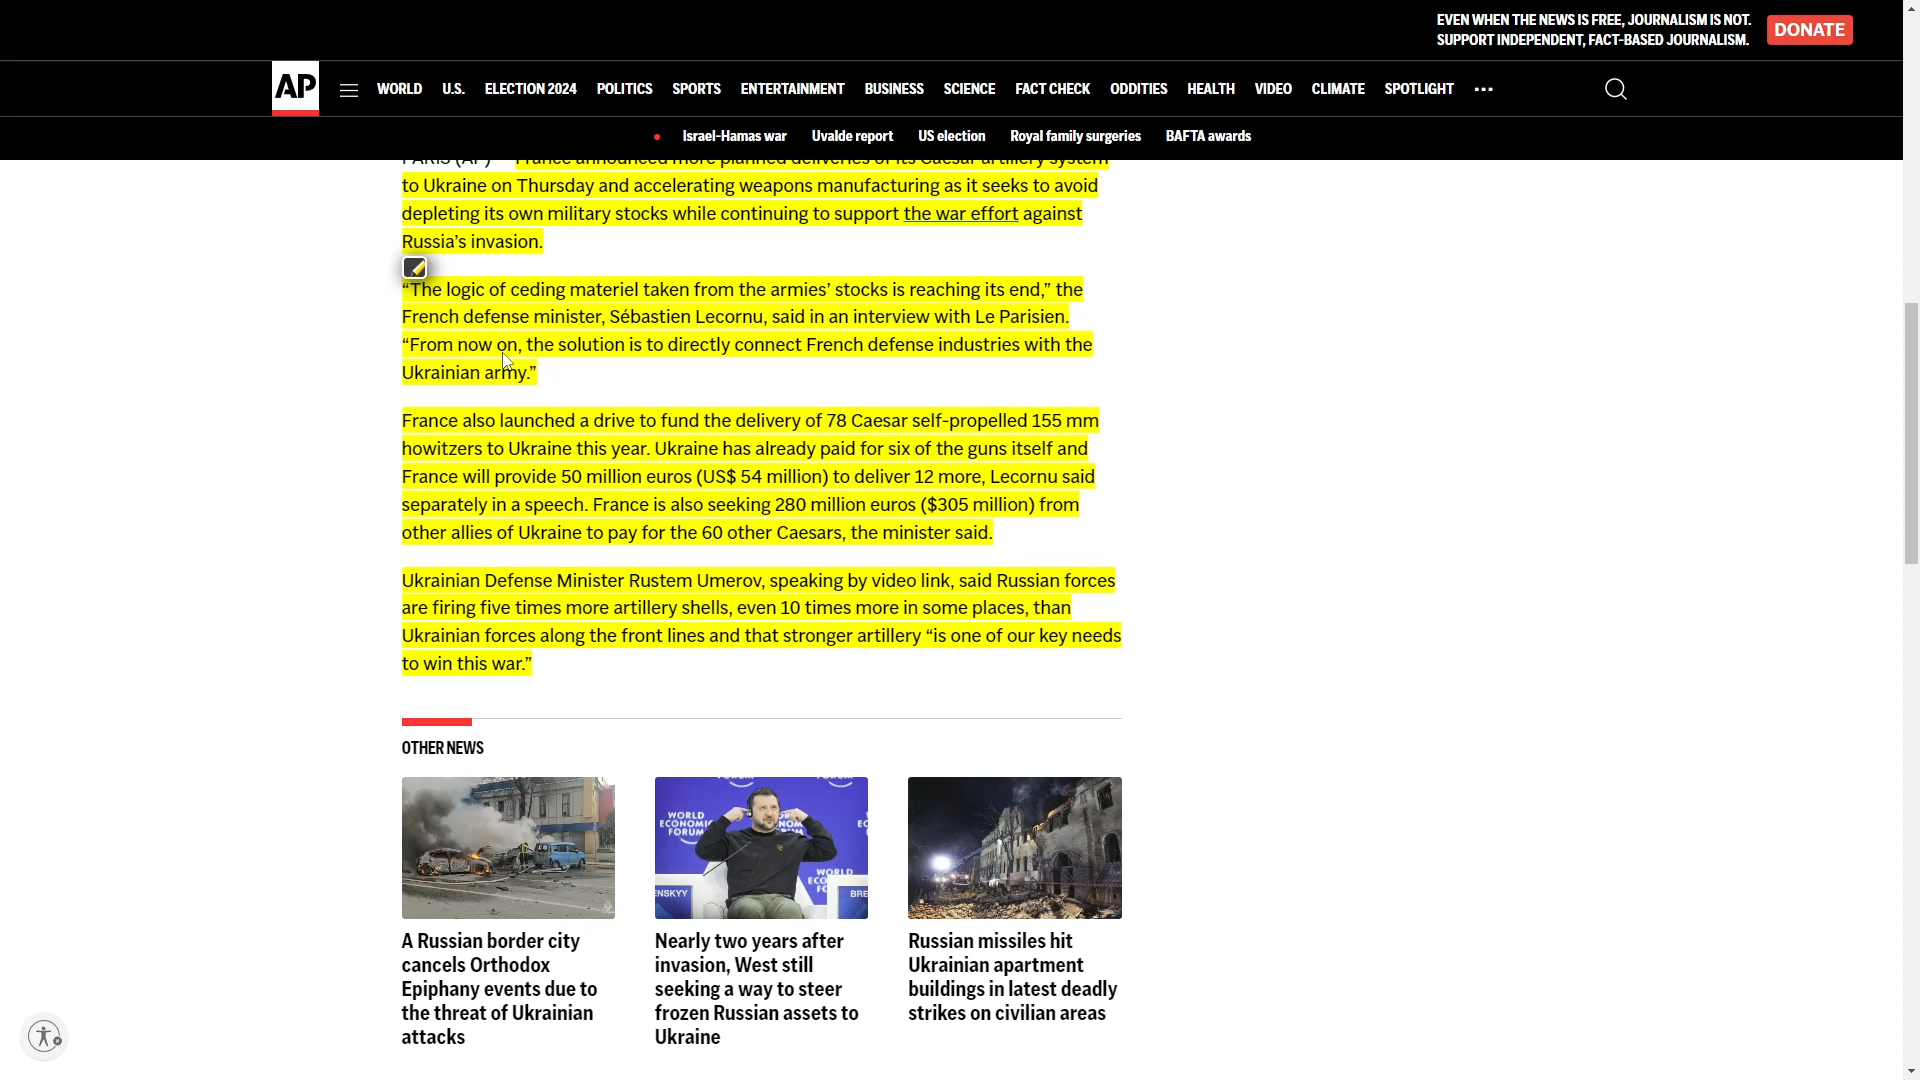 EVEN WHEN THE NEWS IS FREE, JOURNALISM IS NOT.
SUPPORT INDEPENDENT, FACT-BASED JOURNALISM.
DONATE
AP
WORLD U.S. ELECTION 2024 POLITICS SPORTS ENTERTAINMENT BUSINESS SCIENCE FACT CHECK ODDITIES HEALTH VIDEO CLIMATE SPOTLIGHT ...
Israel-Hamas war Uvalde report US election Royal family surgeries BAFTA awards
PARIS (AP) — France announced more planned deliveries of its Caesar artillery system
to Ukraine on Thursday and accelerating weapons manufacturing as it seeks to avoid
depleting its own military stocks while continuing to support the war effort against
Russia’s invasion.
“The logic of ceding materiel taken from the armies’ stocks is reaching its end,” the
French defense minister, Sébastien Lecornu, said in an interview with Le Parisien.
“From now on, the solution is to directly connect French defense industries with the
Ukrainian army.”
France also launched a drive to fund the delivery of 78 Caesar self-propelled 155 mm
howitzers to Ukraine this year. Ukraine has already paid for six of the guns itself and
France will provide 50 million euros (US$ 54 million) to deliver 12 more, Lecornu said
separately in a speech. France is also seeking 280 million euros ($305 million) from
other allies of Ukraine to pay for the 60 other Caesars, the minister said.
Ukrainian Defense Minister Rustem Umerov, speaking by video link, said Russian forces
are firing five times more artillery shells, even 10 times more in some places, than
Ukrainian forces along the front lines and that stronger artillery “is one of our key needs
to win this war.”
OTHER NEWS
WORLD
ECONOMIC
FORUM
WORLD
ENSKYY
BRE
A Russian border city
cancels Orthodox
Epiphany events due to
the threat of Ukrainian
attacks
Nearly two years after
invasion, West still
seeking a way to steer
frozen Russian assets to
Ukraine
Russian missiles hit
Ukrainian apartment
buildings in latest deadly
strikes on civilian areas